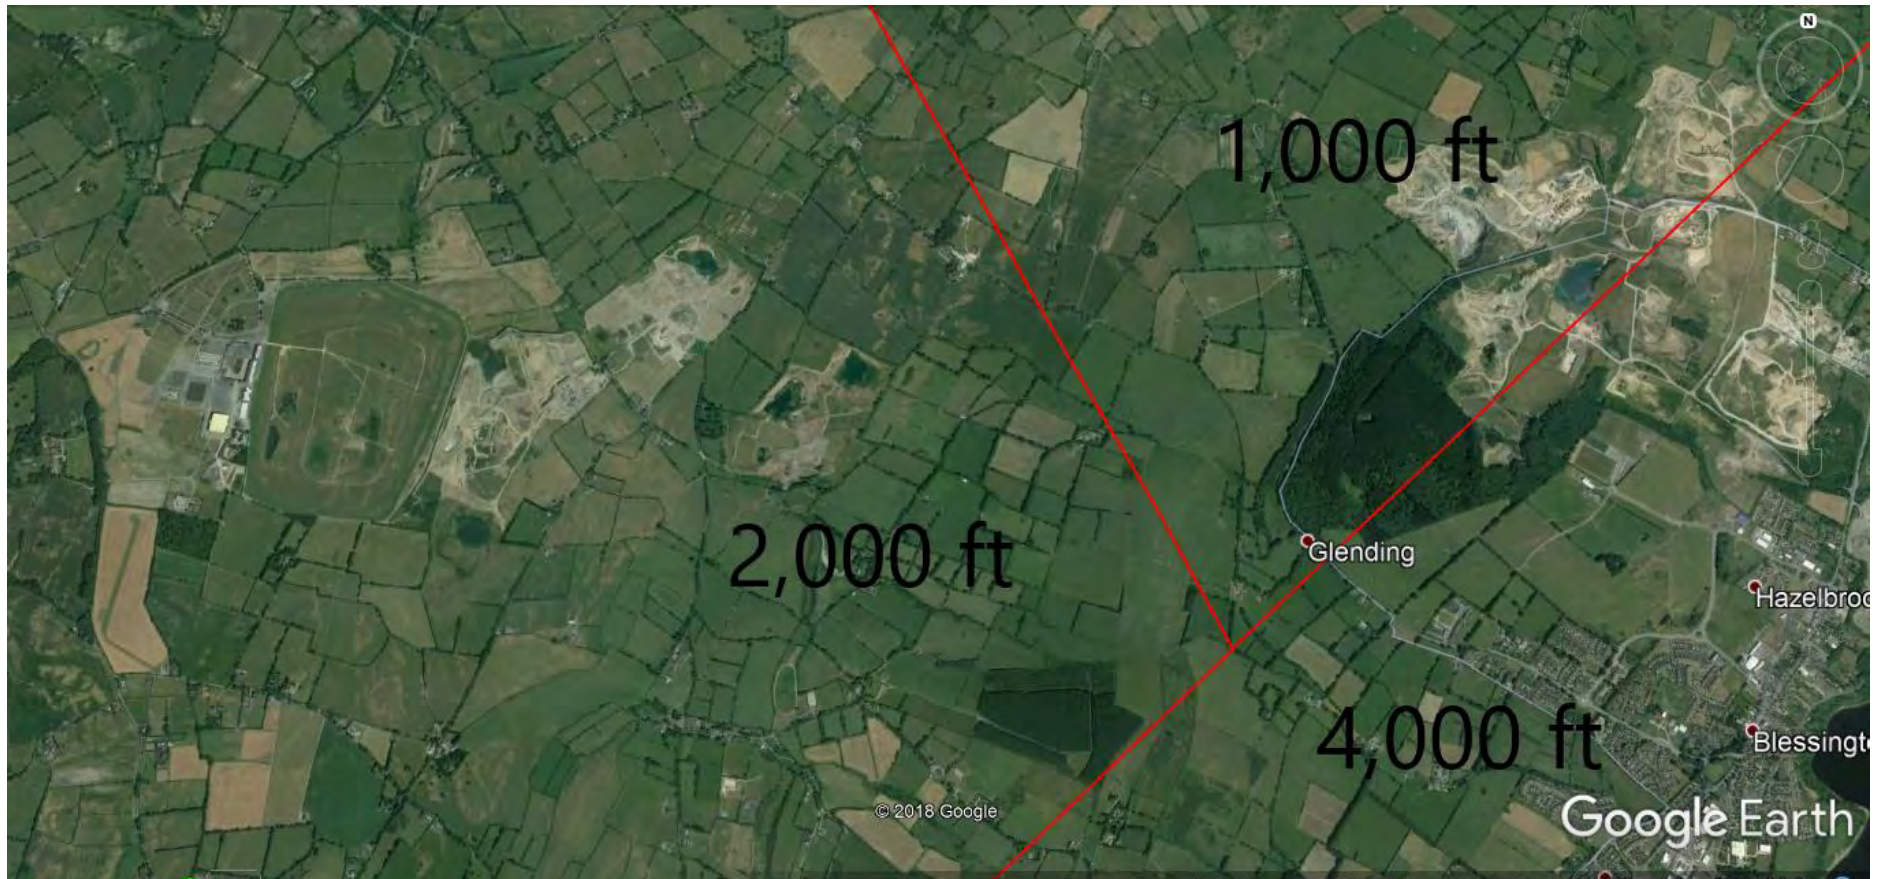 N
1,000 ft
2,000 ft
Glending
Hazelbroo
4,000 ft
Blessingt
© 2018 Google
Google Earth